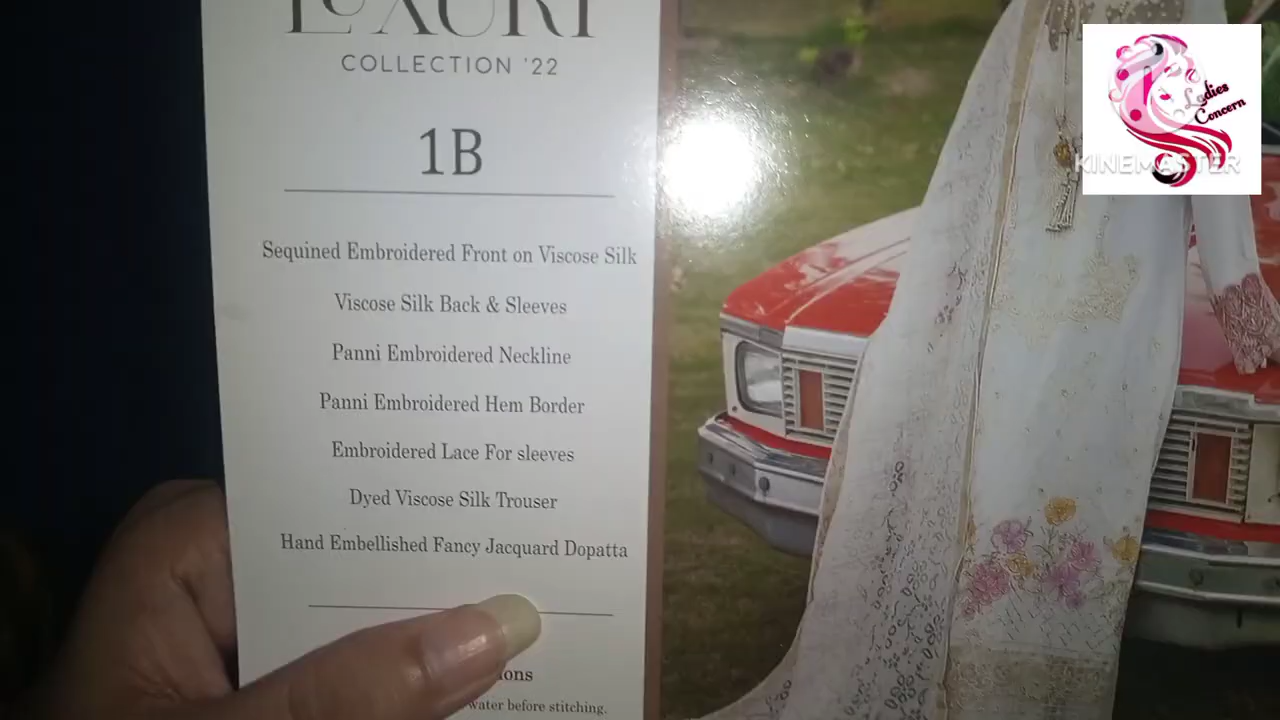 LUXURY
COLLECTION '22
1B
Sequined Embroidered Front on Viscose Silk
Viscose Silk Back & Sleeves
Panni Embroidered Neckline
Panni Embroidered Hem Border
Embroidered Lace For sleeves
Dyed Viscose Silk Trouser
Hand Embellished Fancy Jacquard Dopatta
water before stitching.
Ladies
Concern
KINEMASTER